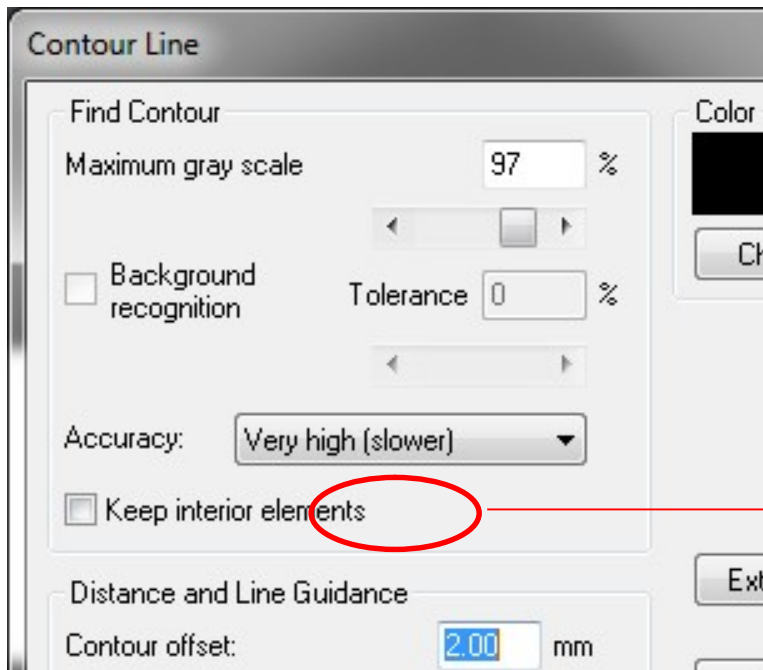 Contour Line
Find Contour
Color
Maximum gray scale 97 %
Background
recognition
Tolerance 0 %
Accuracy: Very high (slower)
Keep interior elements
Distance and Line Guidance
Contour offset: 2.00 mm